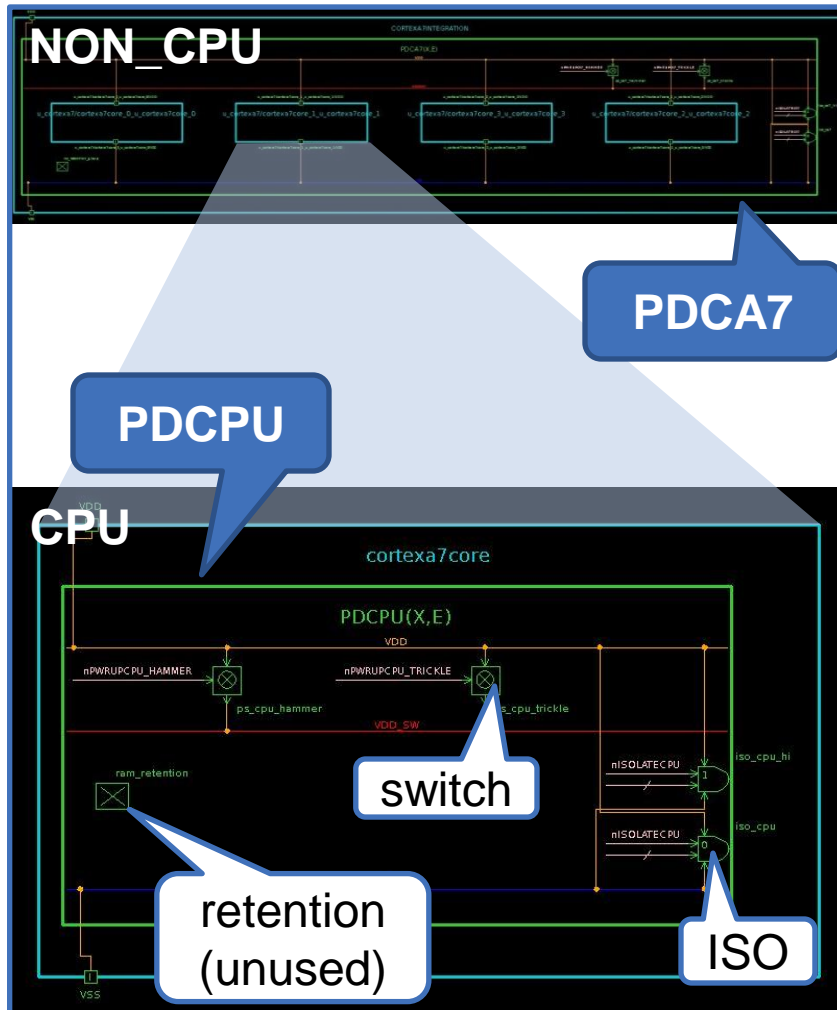 NON_CPU
CORTEXA7INTEGRATION
PDCA7(X,E)
u_cortexa7/cortexa7core_0_u_cortexa7core_0
u_cortexa7/cortexa7core_1_u_cortexa7core_1
u_cortexa7/cortexa7core_3_u_cortexa7core_3
u_cortexa7/cortexa7core_2_u_cortexa7core_2
PDCA7
PDCPU
VDD
CPU
cortexa7core
PDCPU(X,E)
VDD
nPWRUPCPU_HAMMER
nPWRUPCPU_TRICKLE
ps_cpu_hammer
s_cpu_trickle
VDD_SW
switch
ram_retention
nISOLATECPU
iso_cpu_hi
1
nISOLATECPU
iso_cpu
0
retention
(unused)
ISO
VSS